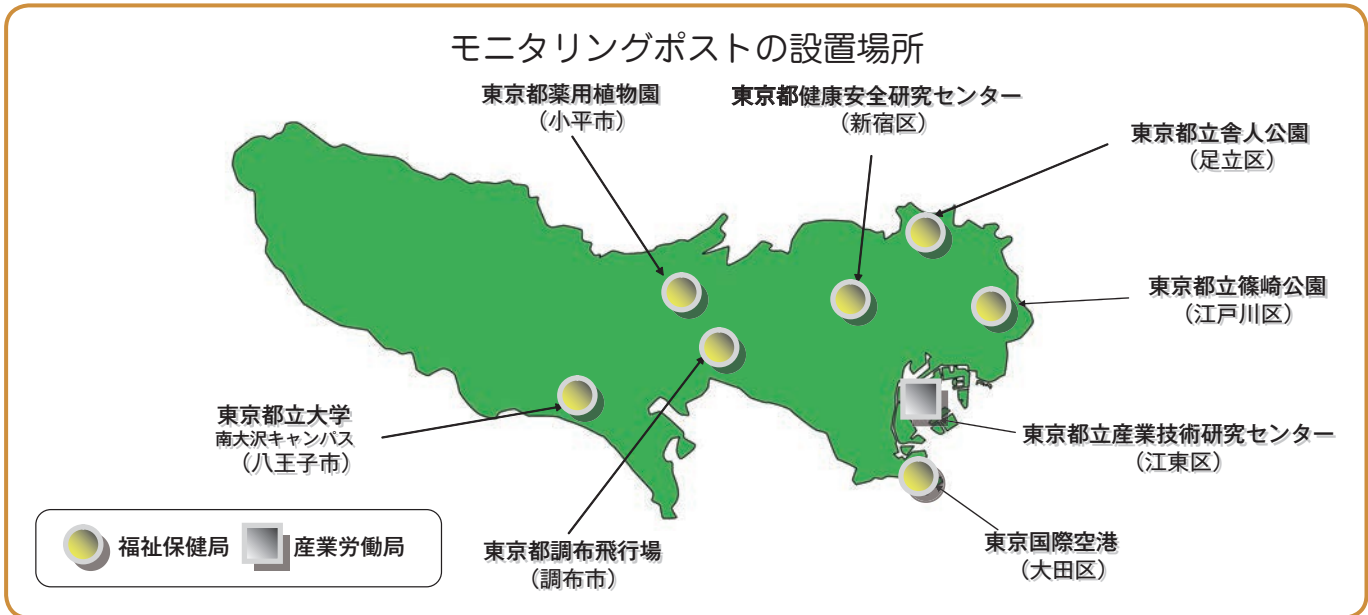 モニタリングポストの設置場所
東京都薬用植物園
（小平市）
東京都健康安全研究センター
（新宿区）
東京都立舎人公園
（足立区）
東京都立篠崎公園
（江戸川区）
東京都立大学
南大沢キャンパス
（八王子市）
東京都立産業技術研究センター
（江東区）
東京都調布飛行場
（調布市）
東京国際空港
（大田区）
福祉保健局
産業労働局